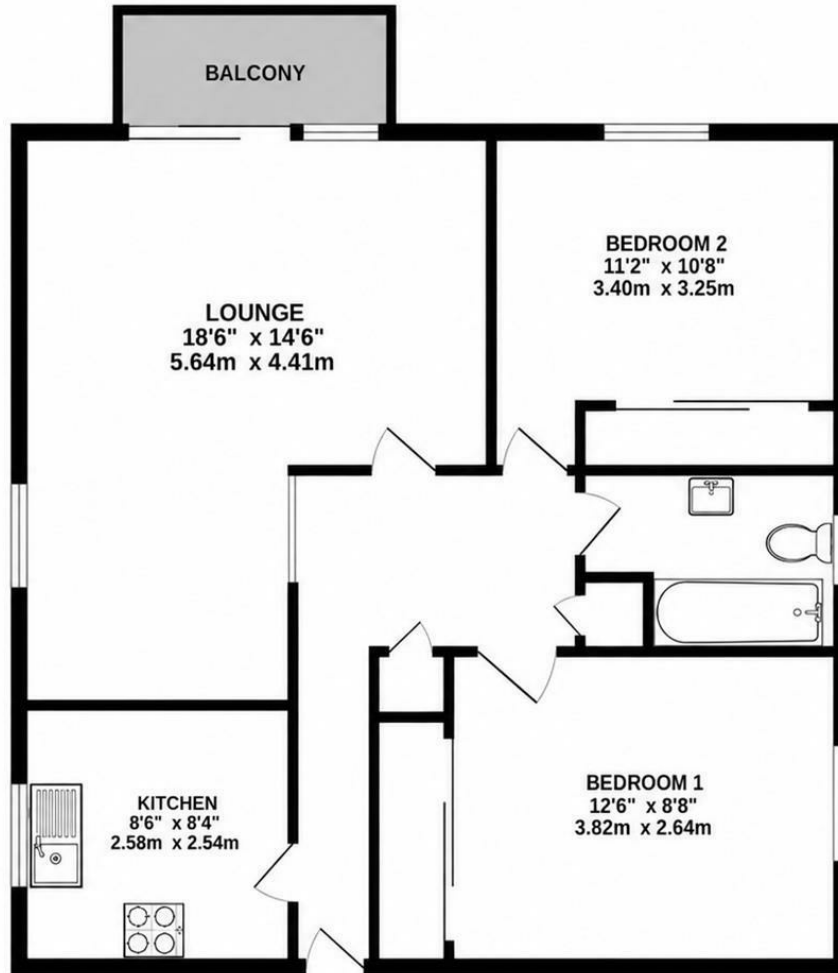 BALCONY
LOUNGE
18'6" x 14'6"
5.64m x 4.41m
BEDROOM 2
11'2" x 10'8"
3.40m x 3.25m
KITCHEN
8'6" x 8'4"
2.58m x 2.54m
BEDROOM 1
12'6" x 8'8"
3.82m x 2.64m